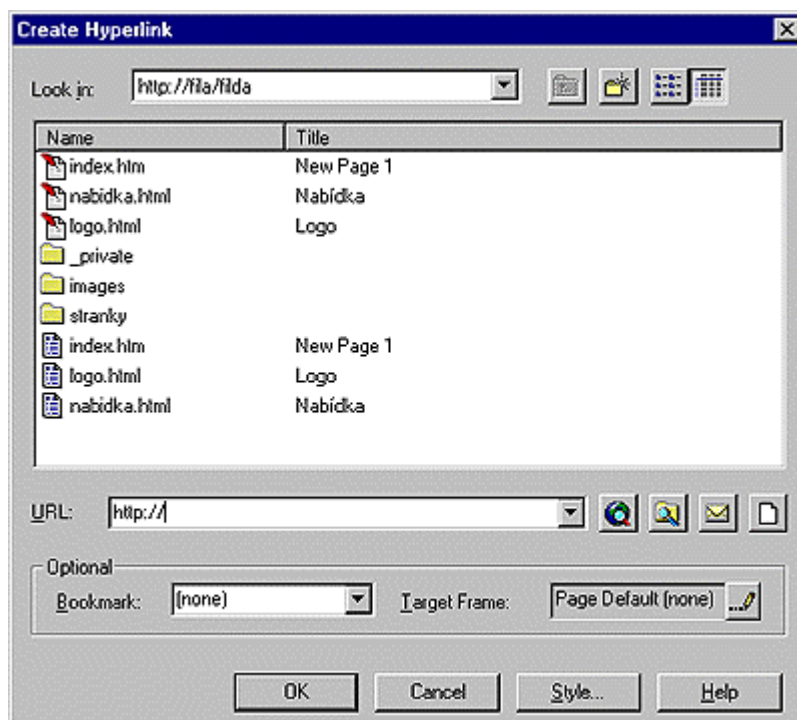 Create Hyperlink
Look in: http://fila/filda
Name Title
index.htm New Page 1
nabidka.html Nabídka
logo.html Logo
_private
images
stranky
index.htm New Page 1
logo.html Logo
nabidka.html Nabídka
URL: http://
Optional
Bookmark: (none) Target Frame: Page Default (none) ...
OK Cancel Style... Help